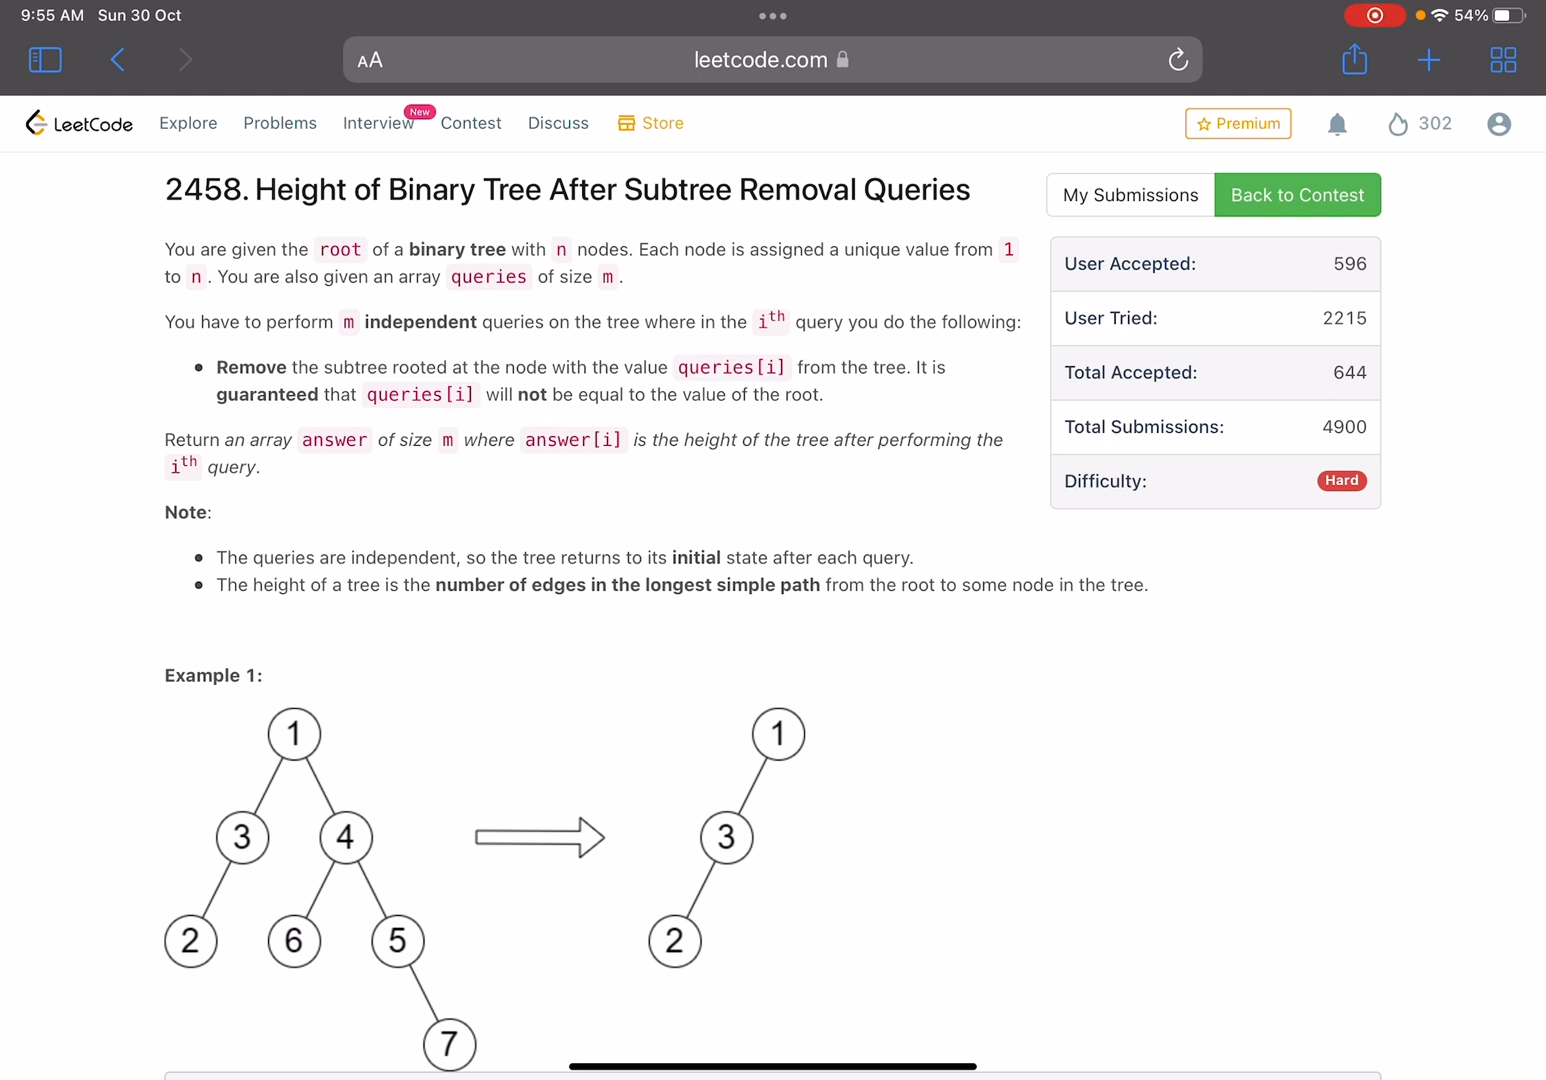 9:55 AM Sun 30 Oct
54%
AA leetcode.com
LeetCode Explore Problems Interview New Contest Discuss Store Premium 302
2458. Height of Binary Tree After Subtree Removal Queries
My Submissions Back to Contest
You are given the root of a binary tree with n nodes. Each node is assigned a unique value from 1
to n. You are also given an array queries of size m.
You have to perform m independent queries on the tree where in the ith query you do the following:
• Remove the subtree rooted at the node with the value queries[i] from the tree. It is
guaranteed that queries[i] will not be equal to the value of the root.
Return an array answer of size m where answer[i] is the height of the tree after performing the
ith query.
User Accepted: 596
User Tried: 2215
Total Accepted: 644
Total Submissions: 4900
Difficulty: Hard
Note:
• The queries are independent, so the tree returns to its initial state after each query.
• The height of a tree is the number of edges in the longest simple path from the root to some node in the tree.
Example 1:
1 1
3 4 3
2 6 5 2
7